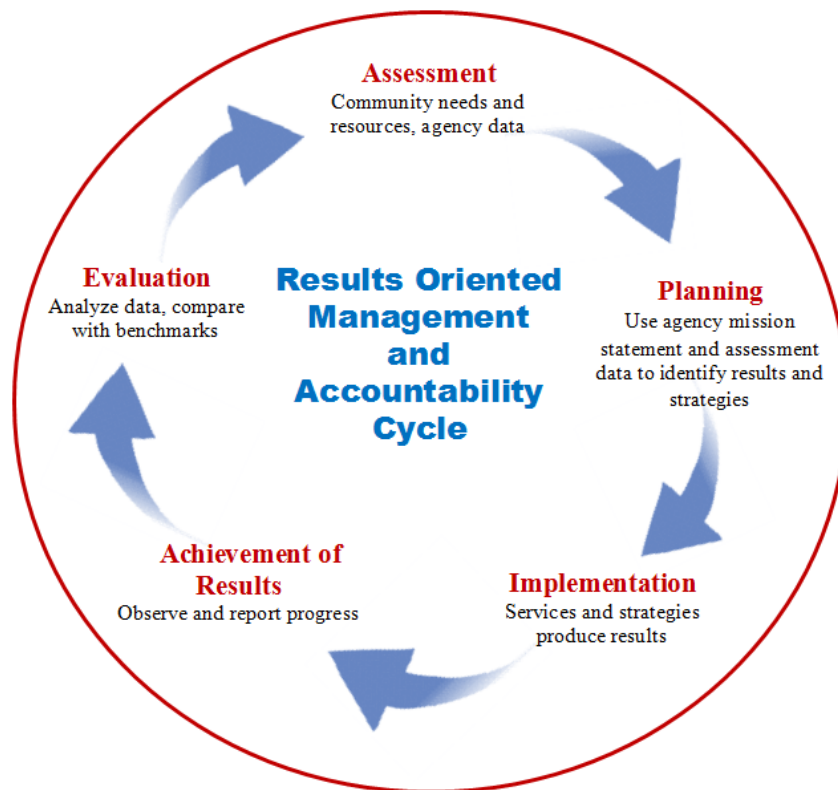 Assessment
Community needs and
resources, agency data
Planning
Use agency mission
statement and assessment
data to identify results and
strategies
Implementation
Services and strategies
produce results
Achievement of
Results
Observe and report progress
Evaluation
Analyze data, compare
with benchmarks
Results Oriented
Management
and
Accountability
Cycle